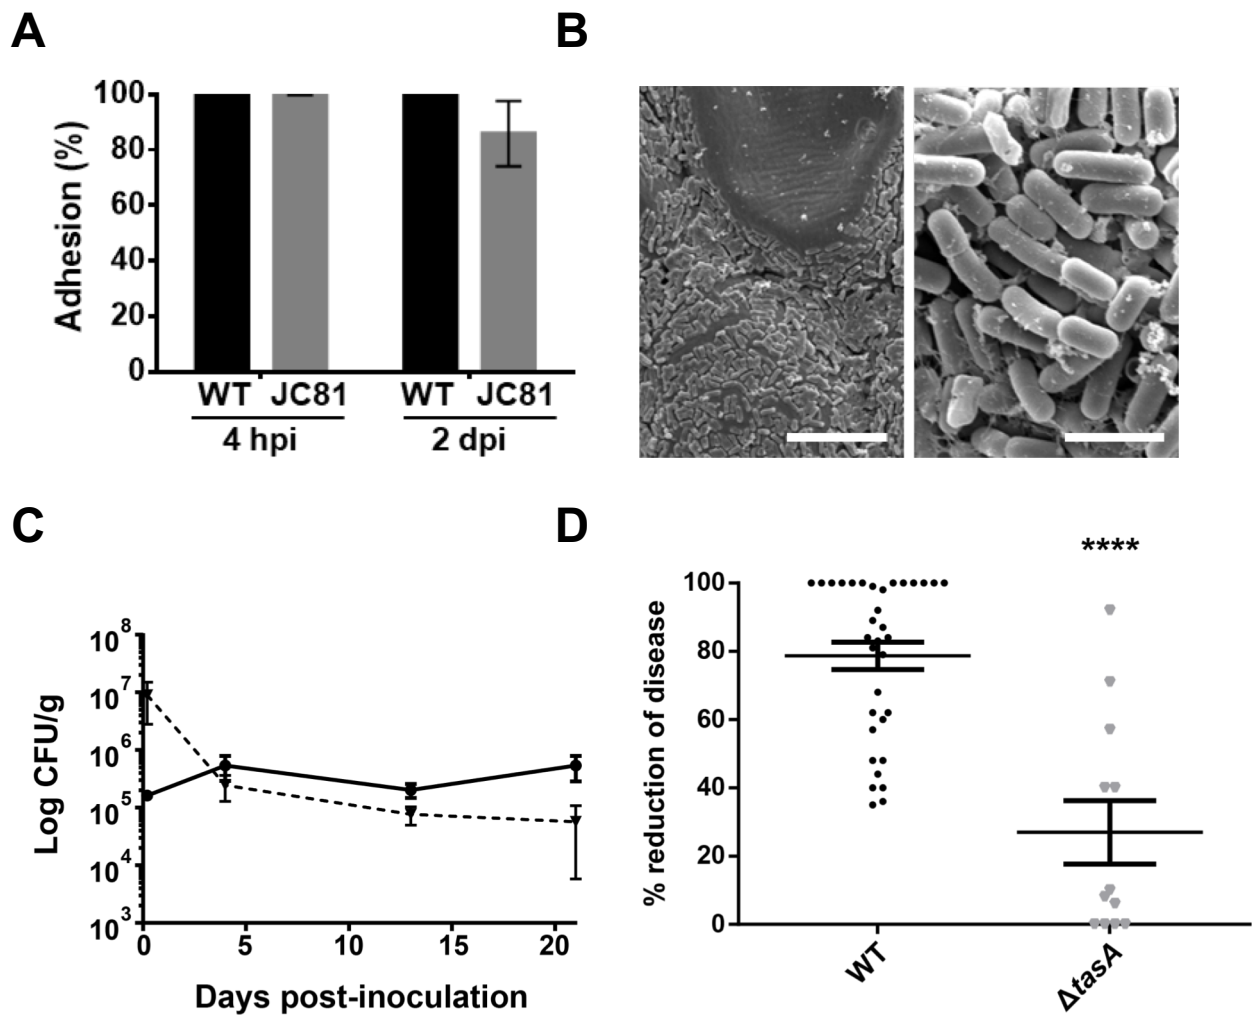 A
Adhesion (%)
100
80
60
40
20
0
WT JC81 WT JC81
4 hpi 2 dpi
B
C
Log CFU/g
10⁸
10⁷
10⁶
10⁵
10⁴
10³
0 5 10 15 20
Days post-inoculation
D
****
% reduction of disease
100
80
60
40
20
0
WT
ΔtasA